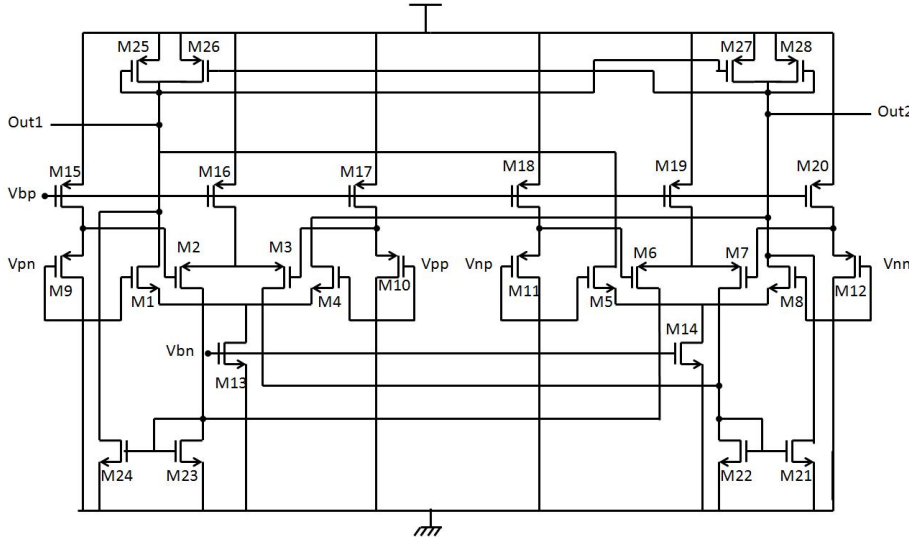 M25 M26 M27 M28
Out1 Out2
M15 M16 M17 M18 M19 M20
Vbp
Vpn M2 M3 Vpp Vnp M6 M7 Vnn
M9 M1 M4 M10 M11 M5 M8 M12
Vbn M14
M13
M24 M23 M22 M21